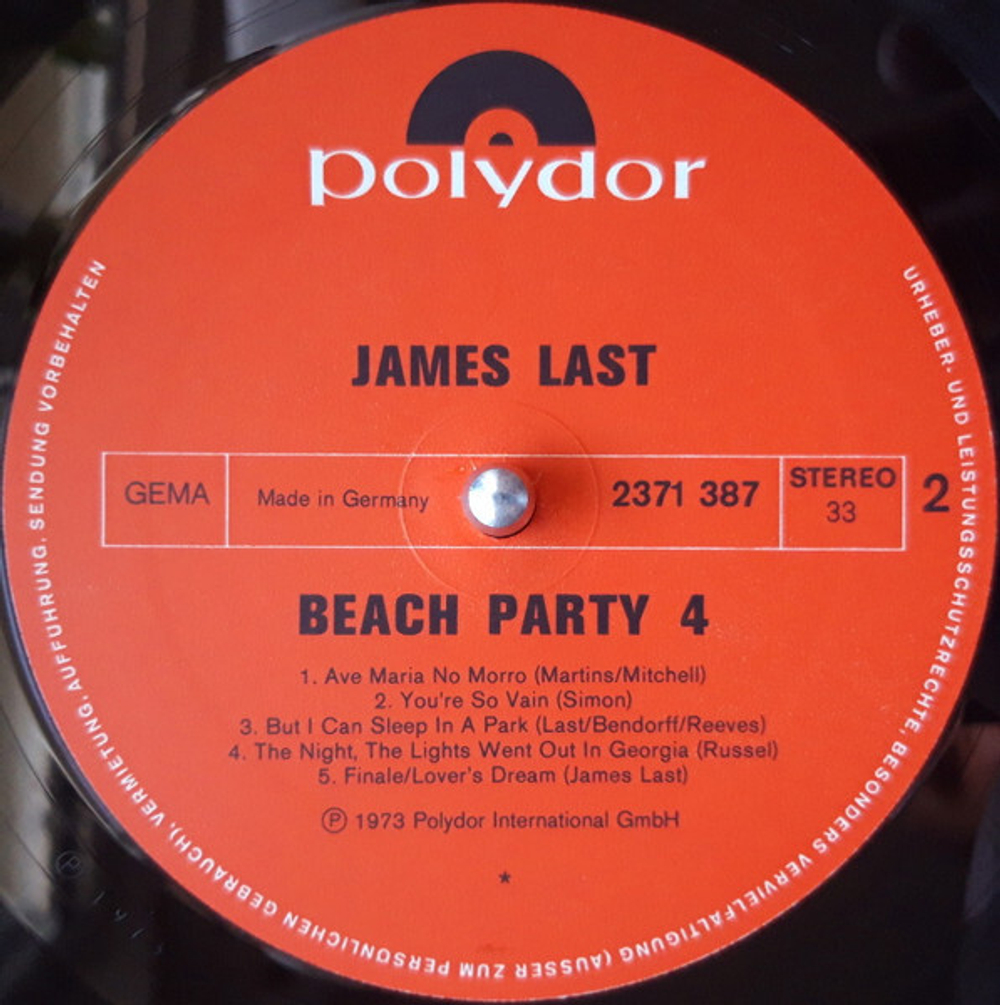 polydor
JAMES LAST
GEMA
Made in Germany
2371 387
STEREO
33
2
BEACH PARTY 4
1. Ave Maria No Morro (Martins/Mitchell)
2. You're So Vain (Simon)
3. But I Can Sleep In A Park (Last/Bendorff/Reeves)
4. The Night, The Lights Went Out In Georgia (Russel)
5. Finale/Lover's Dream (James Last)
Ⓟ 1973 Polydor International GmbH
*
URHEBER- UND LEISTUNGSSCHUTZRECHTE, BESONDERS VERVIELFÄLTIGUNG (AUSSER ZUM PERSÖNLICHEN GEBRAUCH), VERMIETUNG, AUFFÜHRUNG, SENDUNG VORBEHALTEN